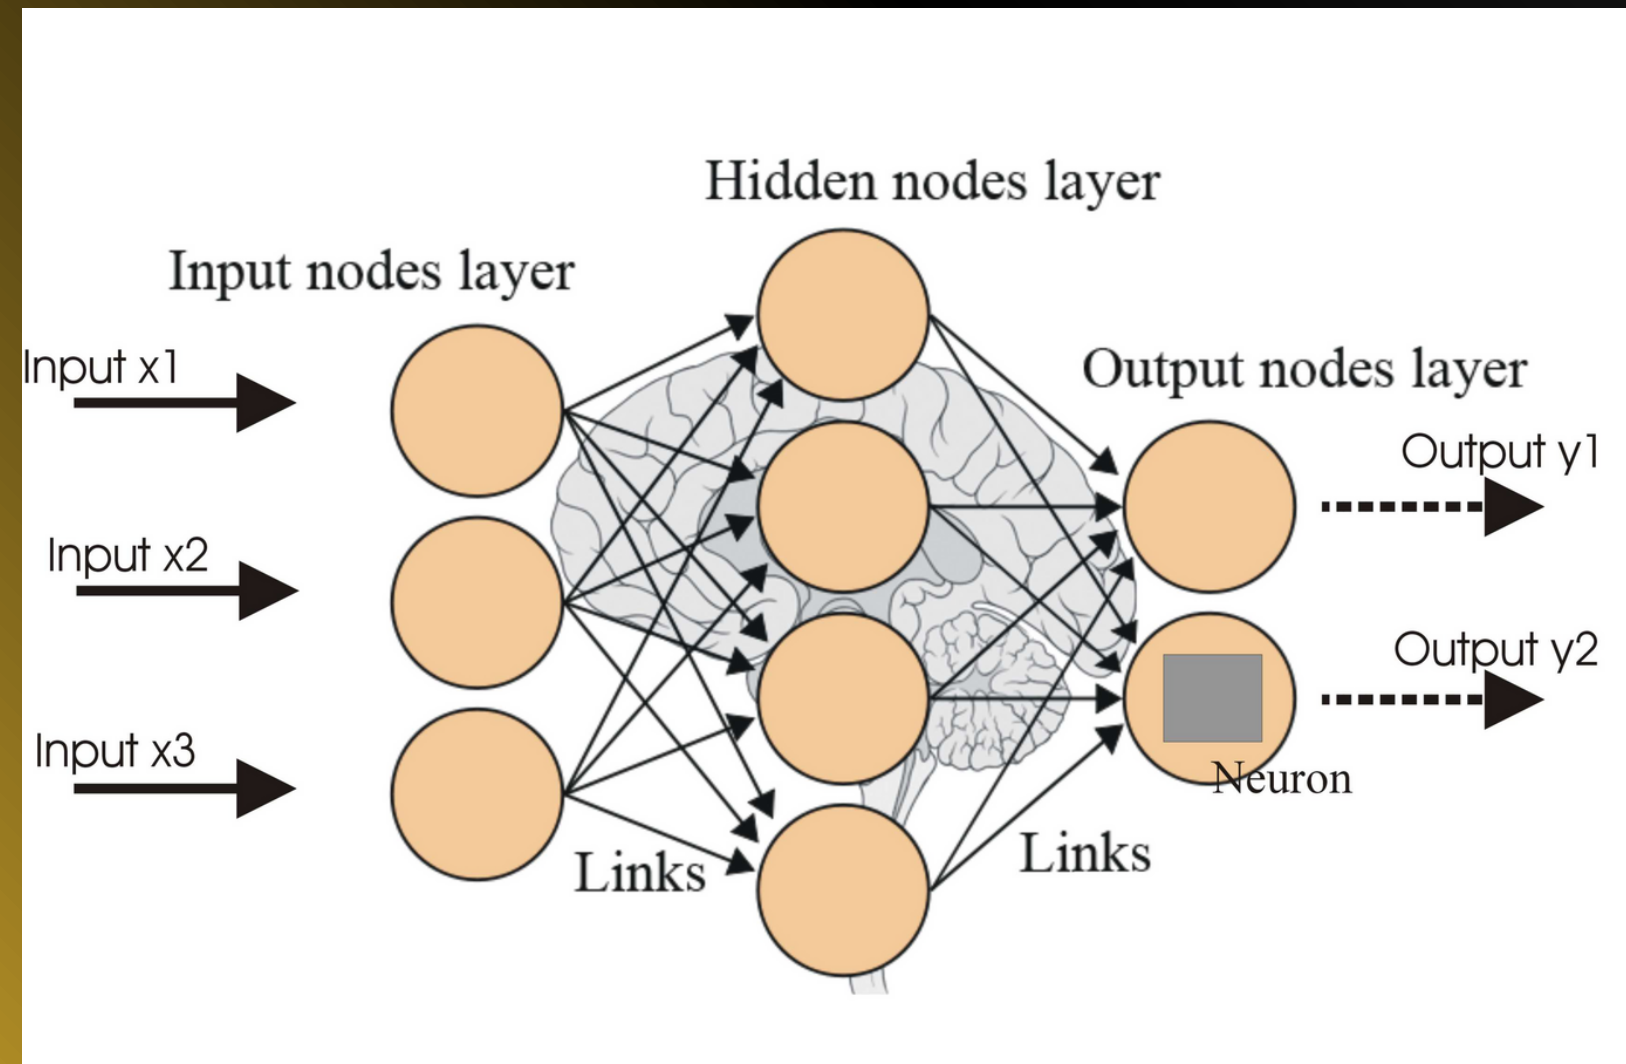 Hidden nodes layer
Input nodes layer
Input x1
Output nodes layer
Output y1
Input x2
Output y2
Input x3
Neuron
Links
Links